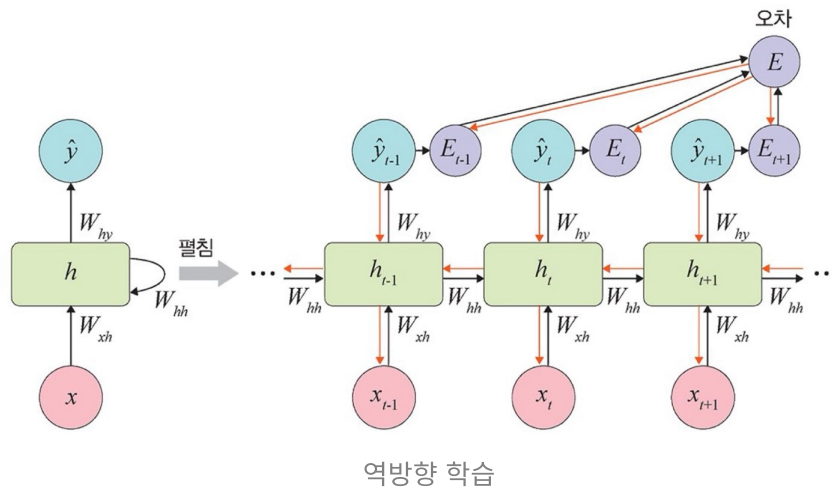 오차
E
ŷ
ŷt-1
Et-1
ŷt
Et
ŷt+1
Et+1
Why
Why
Why
Why
펼침
h
Whh
...
Whh
ht-1
Whh
ht
Whh
ht+1
Whh
..
Wxh
Wxh
Wxh
Wxh
x
xt-1
xt
xt+1
역방향 학습